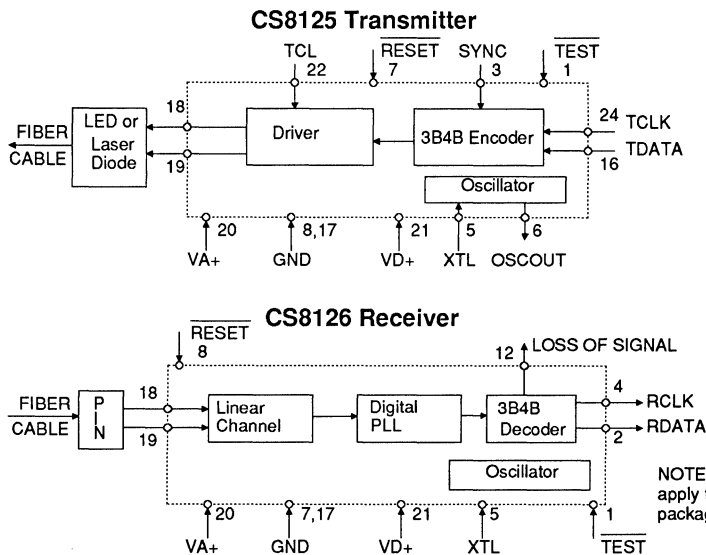 CS8125 Transmitter
TCL
22
RESET
7
SYNC
3
TEST
1
FIBER
CABLE
LED or
Laser
Diode
18
19
Driver
3B4B Encoder
24
TCLK
TDATA
16
Oscillator
20
VA+
8,17
GND
21
VD+
5
XTL
6
OSCOUT
CS8126 Receiver
RESET
8
12
LOSS OF SIGNAL
FIBER
CABLE
P
I
N
18
19
Linear
Channel
Digital
PLL
3B4B
Decoder
4
RCLK
RDATA
2
Oscillator
NOTE
apply
packag
20
VA+
7,17
GND
21
VD+
5
XTL
1
TEST